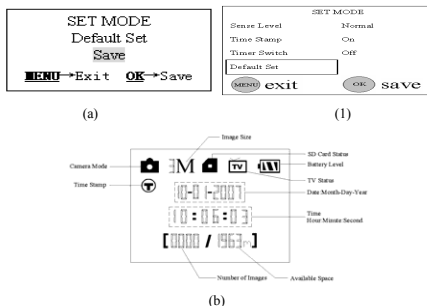 SET MODE
Default Set
Save
MENU→Exit OK→Save
(a)
SET MODE
Sense Level Normal
Time Stamp On
Timer Switch Off
Default Set
MENU exit OK save
(1)
Image Size
SD Card Status
Camera Mode
3M
TV
Battery Level
TV Status
Time Stamp
T
10-01-2007
Date Month-Day-Year
10:06:03
Time
Hour Minute Second
[0000 / 1963m]
Number of Images
Available Space
(b)